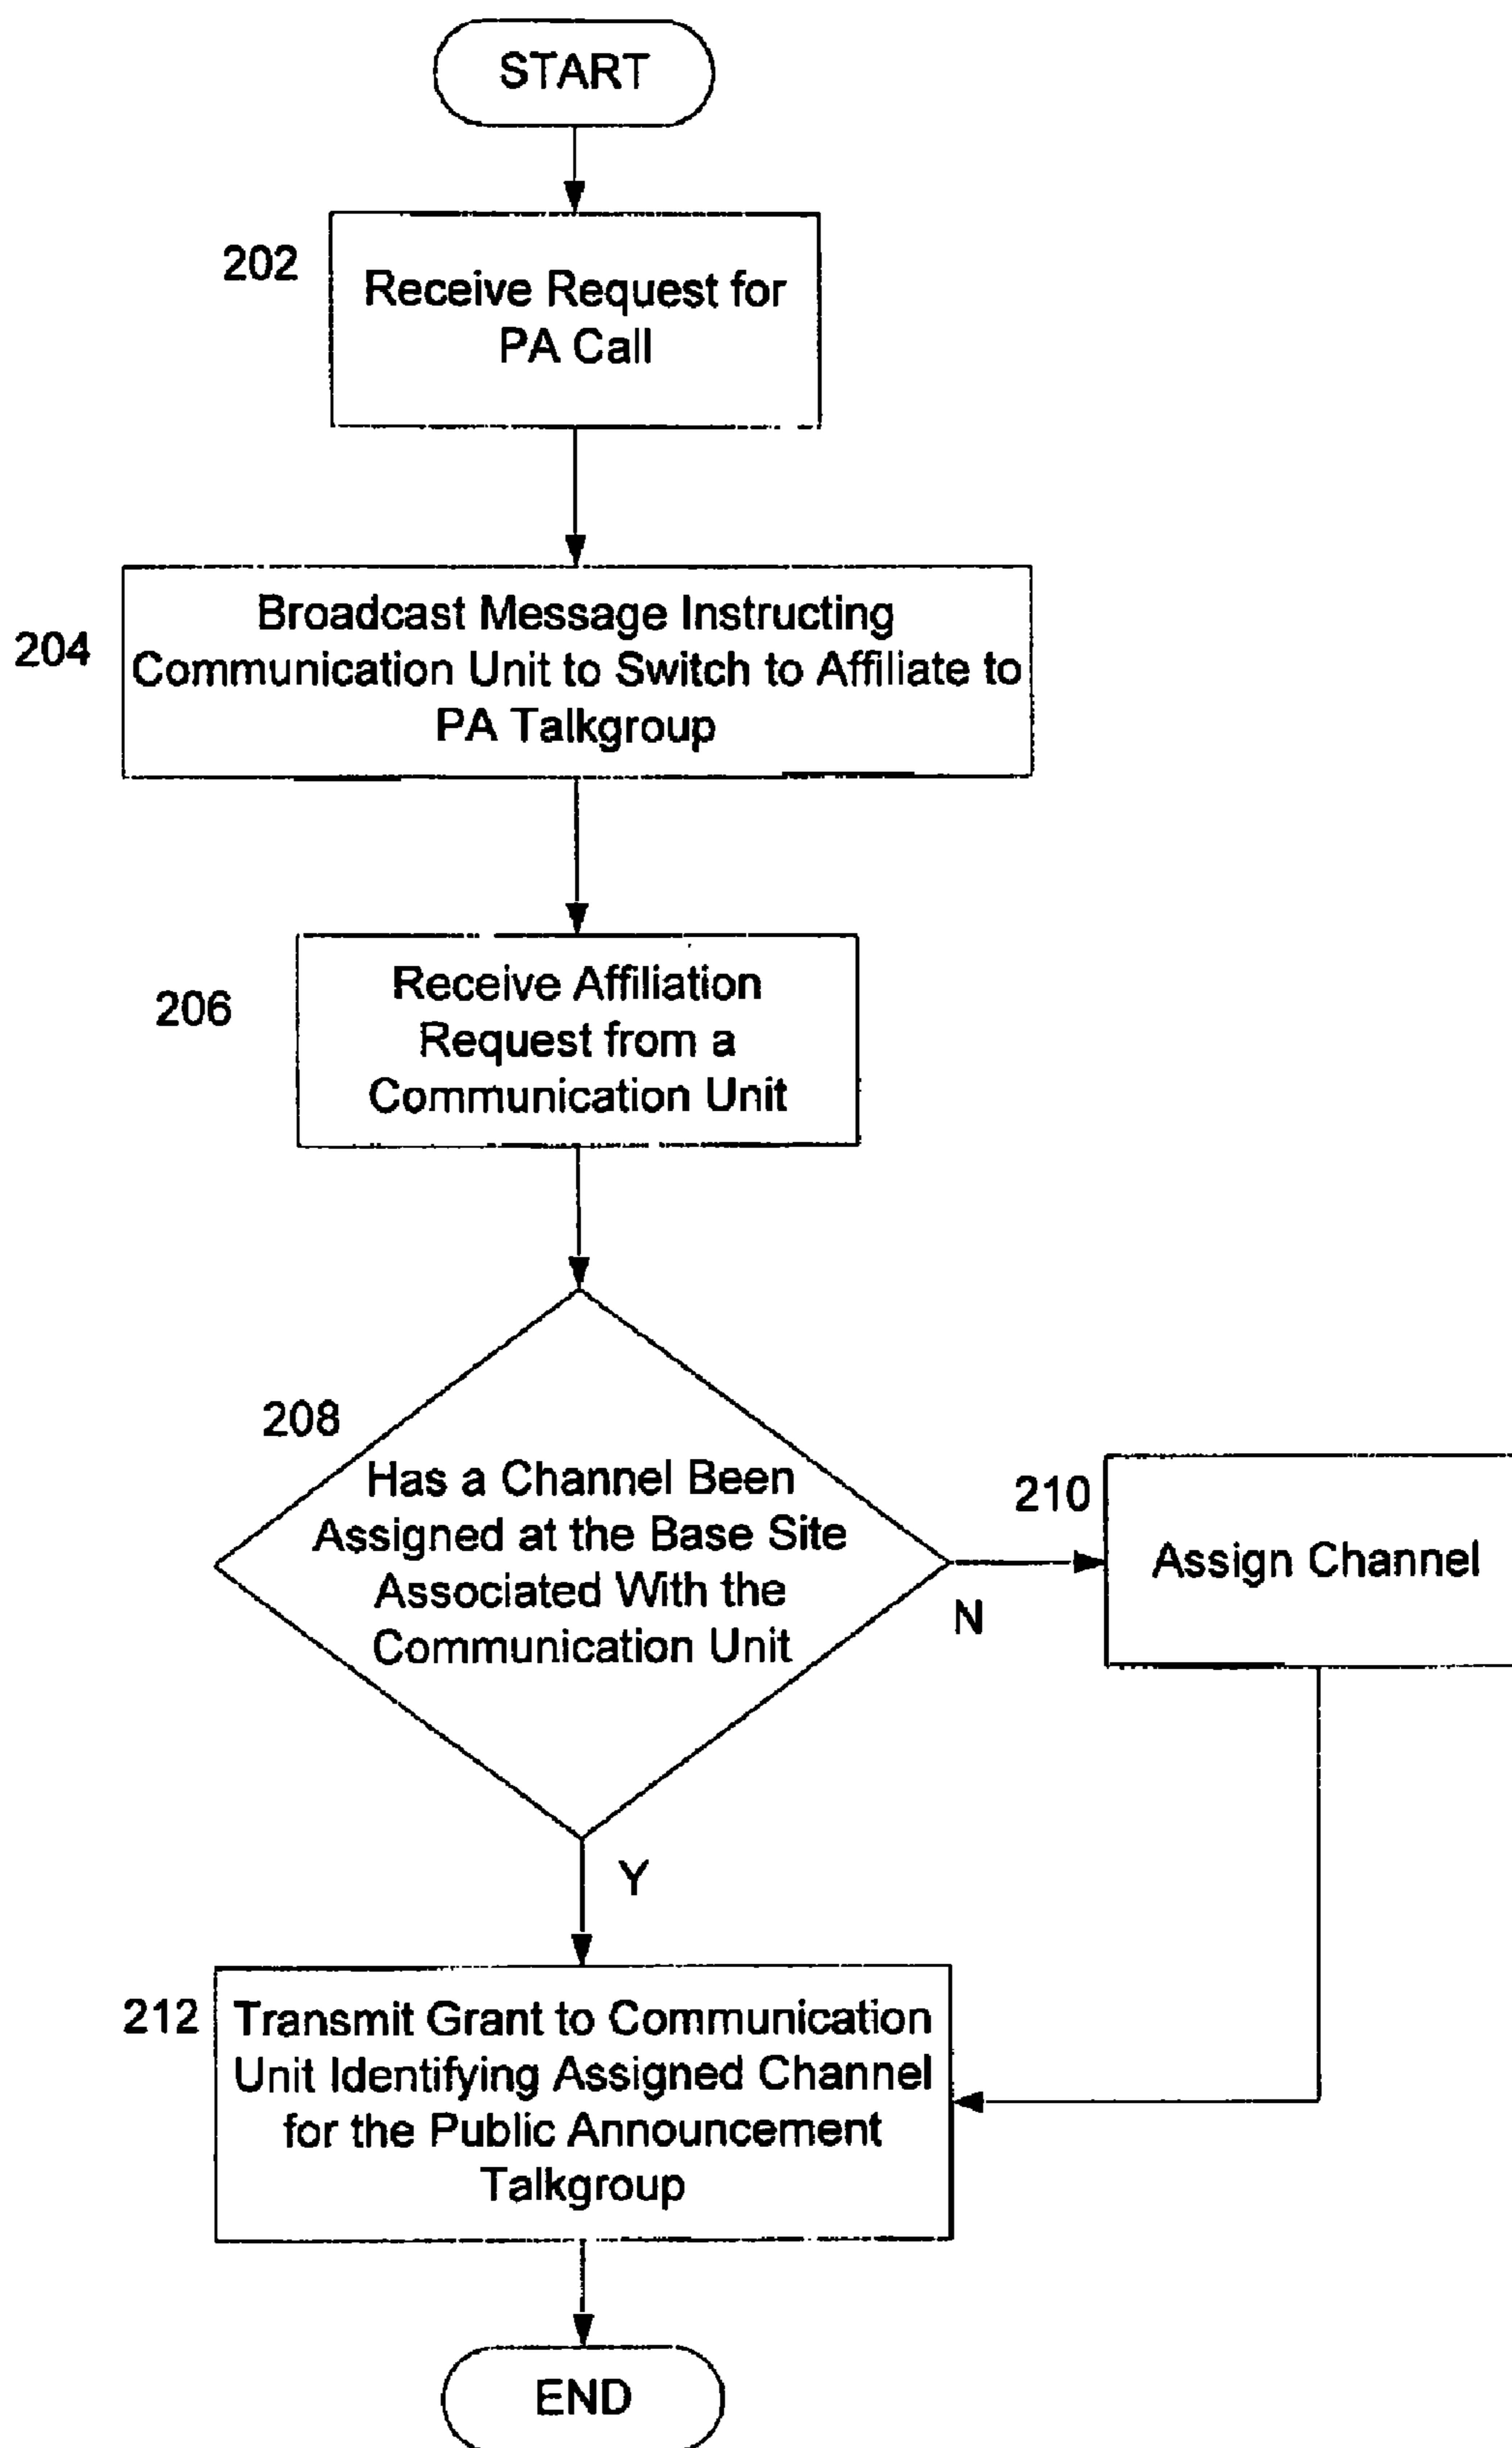 START
202
Receive Request for
PA Call
204
Broadcast Message Instructing
Communication Unit to Switch to Affiliate to
PA Talkgroup
206
Receive Affiliation
Request from a
Communication Unit
208
Has a Channel Been
Assigned at the Base Site
Associated With the
Communication Unit
N
210
Assign Channel
Y
212
Transmit Grant to Communication
Unit Identifying Assigned Channel
for the Public Announcement
Talkgroup
END